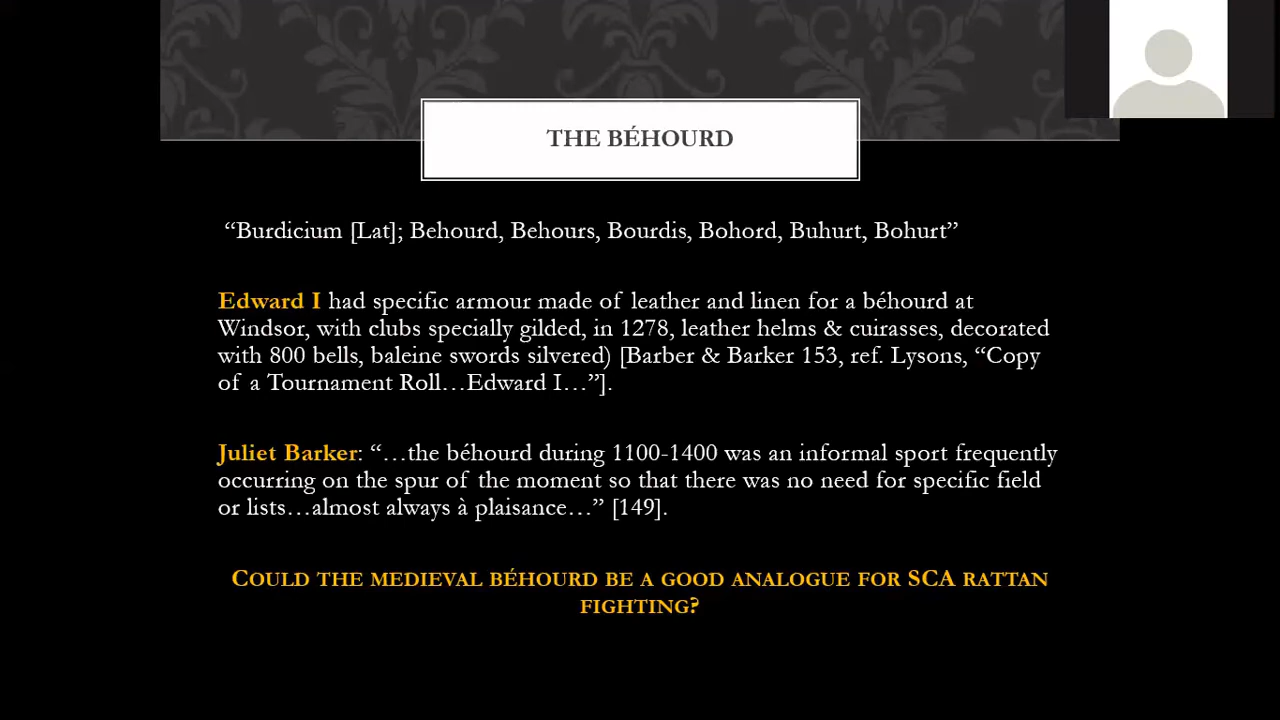 THE BÉHOURD
“Burdicium [Lat]; Behourd, Behours, Bourdis, Bohord, Buhurt, Bohurt”
Edward I had specific armour made of leather and linen for a béhourd at
Windsor, with clubs specially gilded, in 1278, leather helms & cuirasses, decorated
with 800 bells, baleine swords silvered) [Barber & Barker 153, ref. Lysons, “Copy
of a Tournament Roll…Edward I…”].
Juliet Barker: “…the béhourd during 1100-1400 was an informal sport frequently
occurring on the spur of the moment so that there was no need for specific field
or lists…almost always à plaisance…” [149].
COULD THE MEDIEVAL BÉHOURD BE A GOOD ANALOGUE FOR SCA RATTAN
FIGHTING?